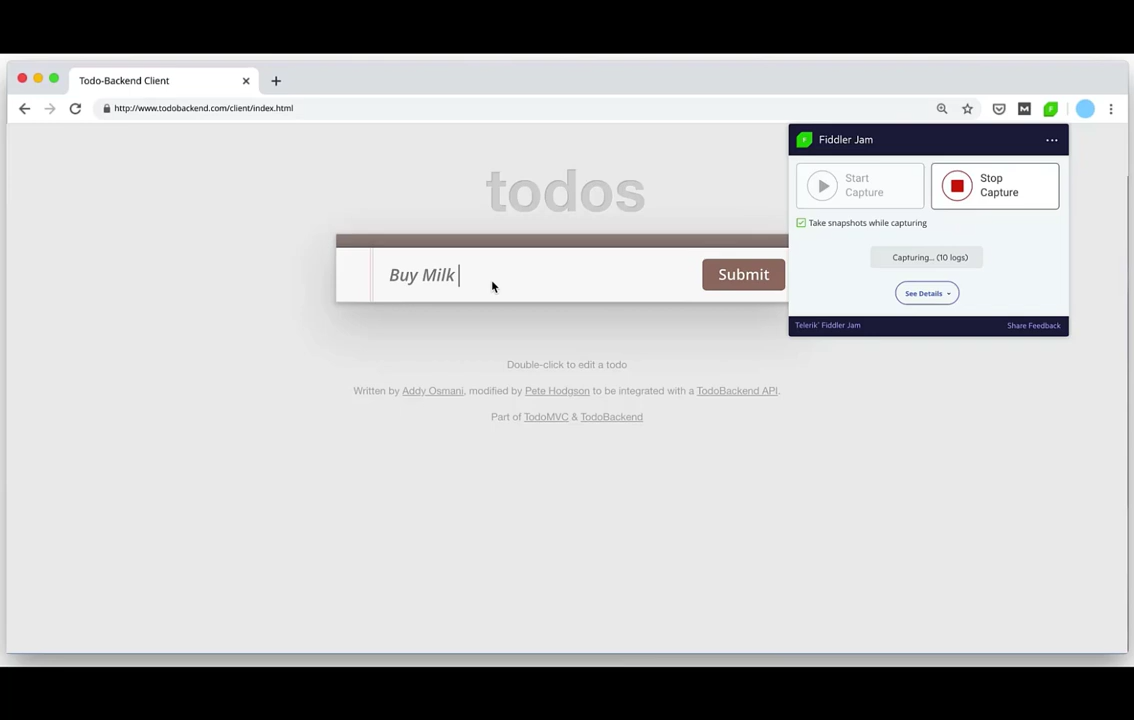 Todo-Backend Client
http://www.todobackend.com/client/index.html
M
F Fiddler Jam
Start Capture
Stop Capture
Take snapshots while capturing
Capturing... (10 logs)
See Details
Telerik® Fiddler Jam Share Feedback
todos
Buy Milk
Submit
Double-click to edit a todo
Written by Addy Osmani, modified by Pete Hodgson to be integrated with a TodoBackend API.
Part of TodoMVC & TodoBackend